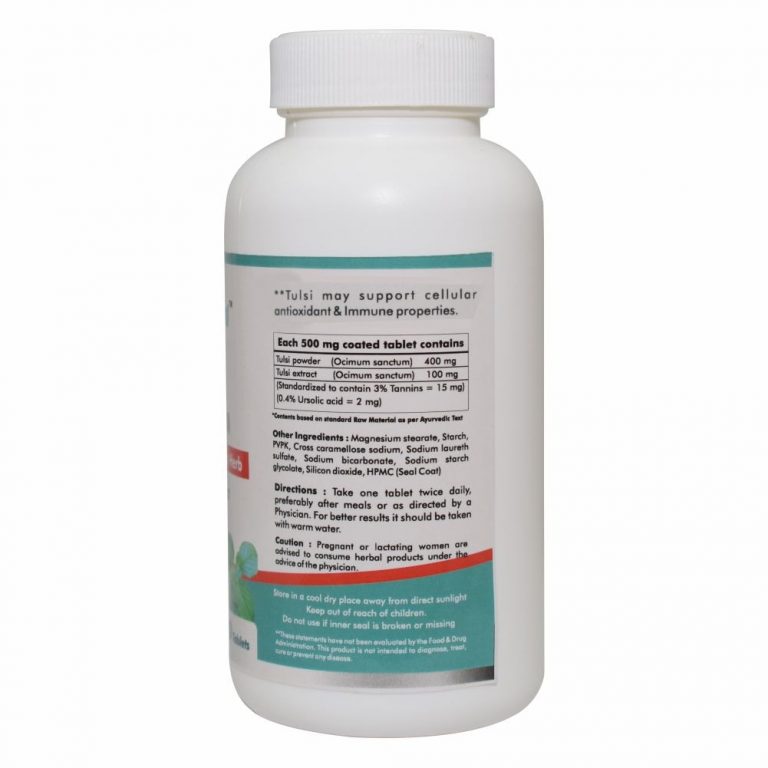 **Tulsi may support cellular
antioxidant & Immune properties.
Each 500 mg coated tablet contains
Tulsi powder (Ocimum sanctum) 400 mg
Tulsi extract (Ocimum sanctum) 100 mg
(Standardized to contain 3% Tannins = 15 mg)
(0.4% Ursolic acid = 2 mg)
*Contents based on standard Raw Material as per Ayurvedic Text
Other Ingredients : Magnesium stearate, Starch,
PVPK, Cross caramellose sodium, Sodium laureth
sulfate, Sodium bicarbonate, Sodium starch
glycolate, Silicon dioxide, HPMC (Seal Coat)
Directions : Take one tablet twice daily,
preferably after meals or as directed by a
Physician. For better results it should be taken
with warm water.
Caution : Pregnant or lactating women are
advised to consume herbal products under the
advice of the physician.
Store in a cool dry place away from direct sunlight
Keep out of reach of children.
Do not use if inner seal is broken or missing
**These statements have not been evaluated by the Food & Drug
Administration. This product is not intended to diagnose, treat,
cure or prevent any disease.
Herb
Tablets